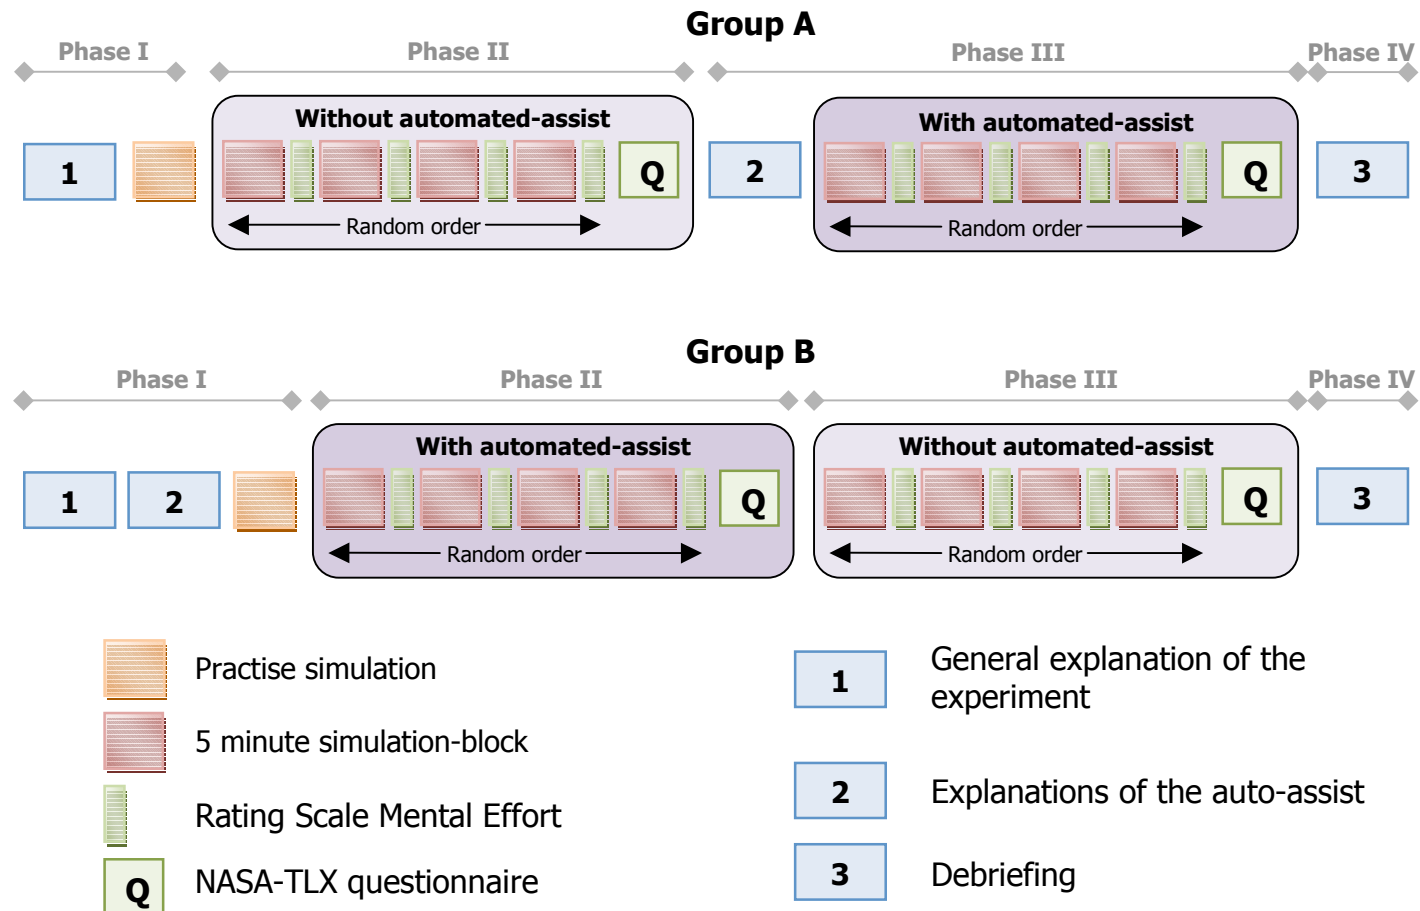 Group A
Phase I
Phase II
Phase III
Phase IV
Without automated-assist
With automated-assist
1
Q
2
Q
3
Random order
Random order
Group B
Phase I
Phase II
Phase III
Phase IV
With automated-assist
Without automated-assist
1
2
Q
Q
3
Random order
Random order
Practise simulation
5 minute simulation-block
Rating Scale Mental Effort
Q
NASA-TLX questionnaire
1
General explanation of the
experiment
2
Explanations of the auto-assist
3
Debriefing